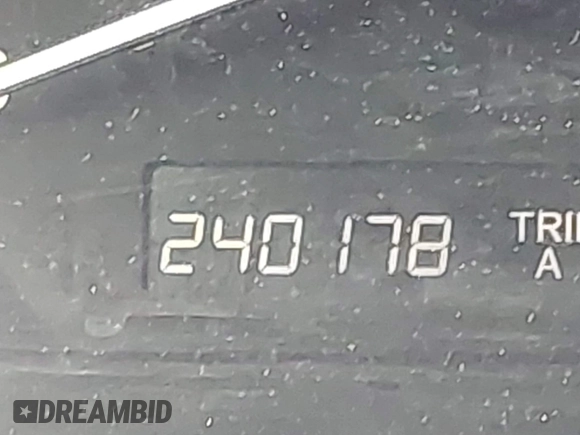 240178
TRI
A
DREAMBID